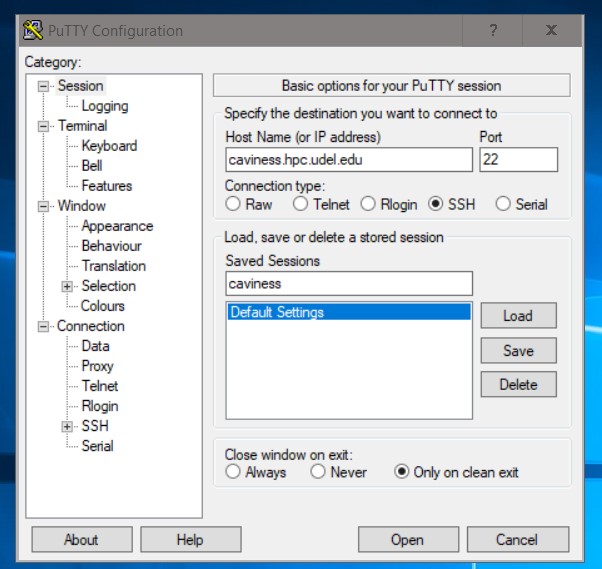 PuTTY Configuration
? X
Category:
Session
Logging
Terminal
Keyboard
Bell
Features
Window
Appearance
Behaviour
Translation
Selection
Colours
Connection
Data
Proxy
Telnet
Rlogin
SSH
Serial
Basic options for your PuTTY session
Specify the destination you want to connect to
Host Name (or IP address) Port
caviness.hpc.udel.edu 22
Connection type:
Raw Telnet Rlogin SSH Serial
Load, save or delete a stored session
Saved Sessions
caviness
Default Settings
Load
Save
Delete
Close window on exit:
Always Never Only on clean exit
About Help Open Cancel